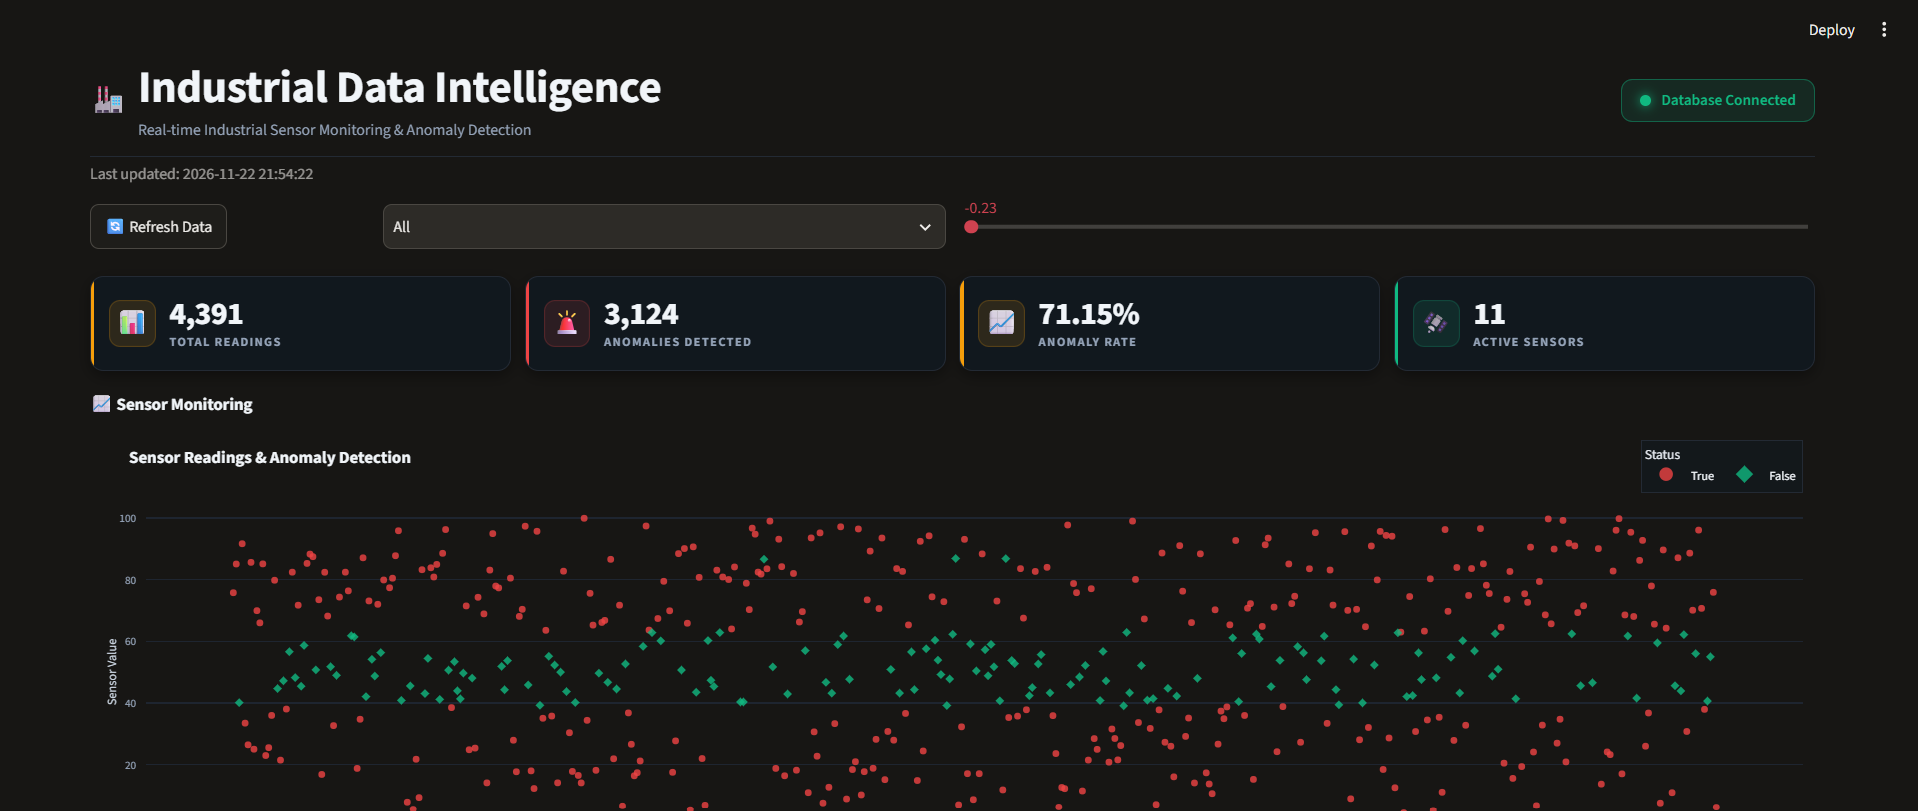 Deploy
Industrial Data Intelligence
Real-time Industrial Sensor Monitoring & Anomaly Detection
Database Connected
Last updated: 2026-11-22 21:54:22
Refresh Data
All
-0.23
4,391
TOTAL READINGS
3,124
ANOMALIES DETECTED
71.15%
ANOMALY RATE
11
ACTIVE SENSORS
Sensor Monitoring
Sensor Readings & Anomaly Detection
Status
True
False
100
80
60
40
20
Sensor Value